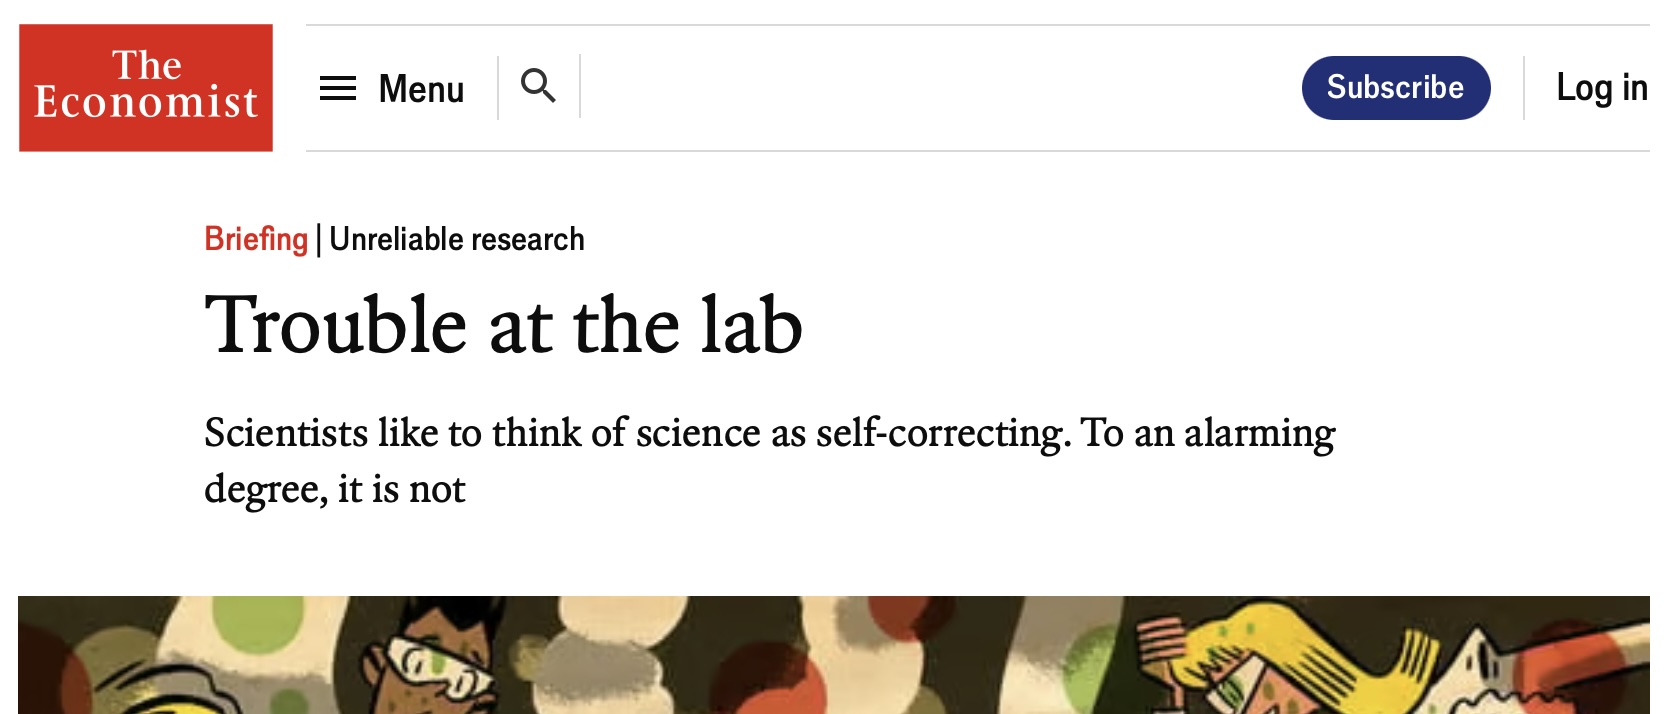 The
Economist
Menu
Subscribe
Log in
Briefing | Unreliable research
Trouble at the lab
Scientists like to think of science as self-correcting. To an alarming
degree, it is not